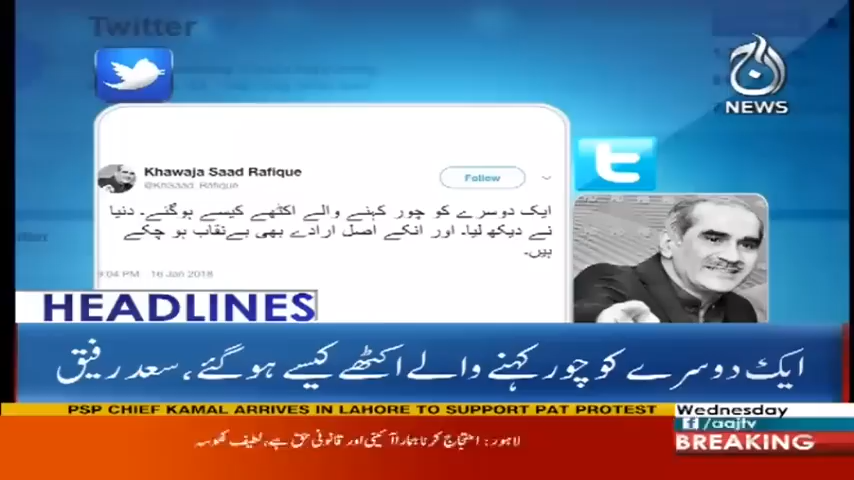 Twitter
آج
NEWS
Khawaja Saad Rafique
@KhSaad_Rafique
Follow
ایک دوسرے کو چور کہنے والے اکٹھے کیسے ہوگئے۔ دنیا
نے دیکھ لیا۔ اور انکے اصل ارادے بھی بےنقاب ہو چکے
ہیں۔
9:04 PM 16 Jan 2018
HEADLINES
ایک دوسرے کو چور کہنے والے اکٹھے کیسے ہوگئے، سعد رفیق
PSP CHIEF KAMAL ARRIVES IN LAHORE TO SUPPORT PAT PROTEST
Wednesday
/aajtv
BREAKING
لاہور: احتجاج کرنا ہمارا آئینی اور قانونی حق ہے، لطیف کھوسہ